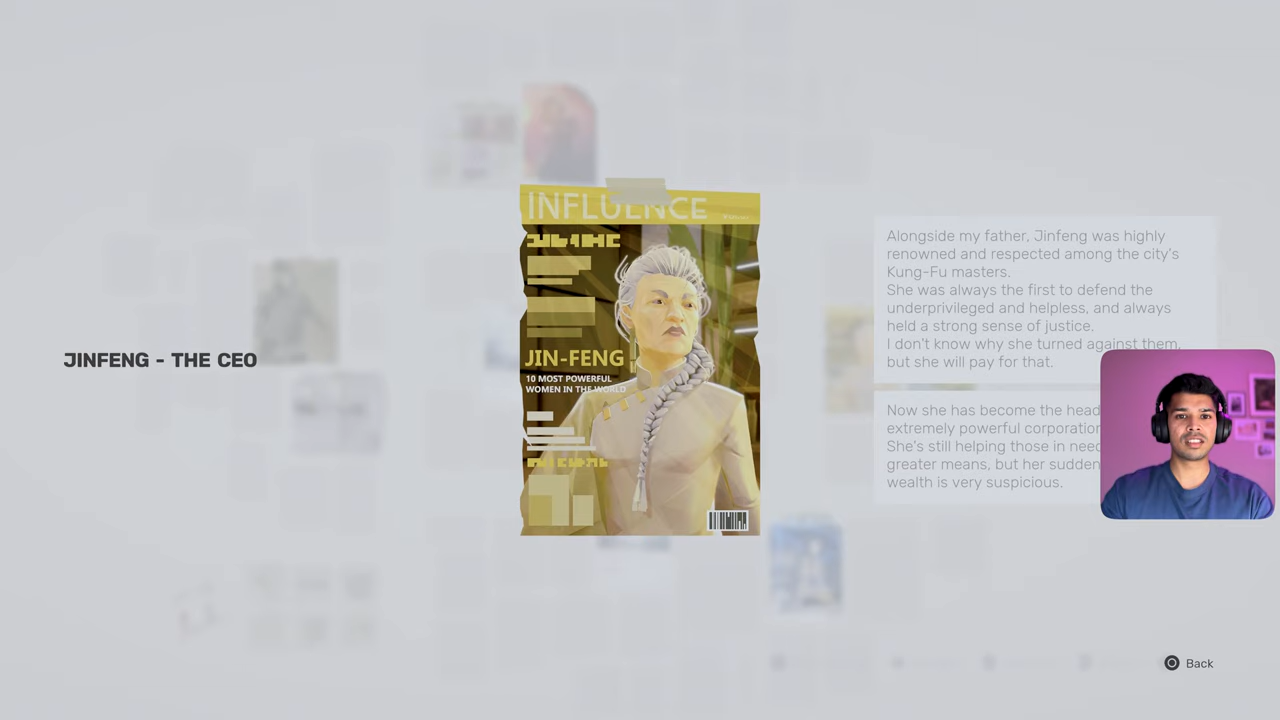 JINFENG - THE CEO
INFLUENCE
JIN-FENG
10 MOST POWERFUL
WOMEN IN THE WORLD
Alongside my father, Jinfeng was highly
renowned and respected among the city's
Kung-Fu masters.
She was always the first to defend the
underprivileged and helpless, and always
held a strong sense of justice.
I don't know why she turned against them,
but she will pay for that.
Now she has become the head
extremely powerful corporation
She's still helping those in need
greater means, but her sudden
wealth is very suspicious.
Back